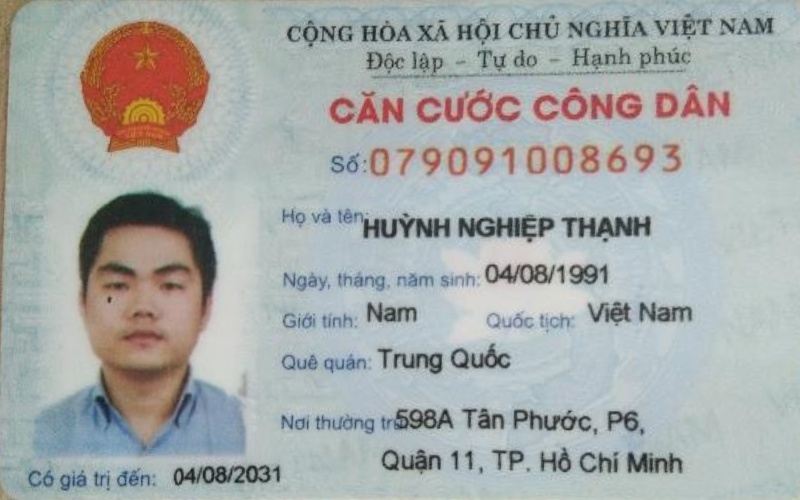 CỘNG HÒA XÃ HỘI CHỦ NGHĨA VIỆT NAM
Độc lập - Tự do - Hạnh phúc
CĂN CƯỚC CÔNG DÂN
Số: 079091008693
Họ và tên: HUỲNH NGHIỆP THẠNH
Ngày, tháng, năm sinh: 04/08/1991
Giới tính: Nam Quốc tịch: Việt Nam
Quê quán: Trung Quốc
Nơi thường trú: 598A Tân Phước, P6,
Quận 11, TP. Hồ Chí Minh
Có giá trị đến: 04/08/2031